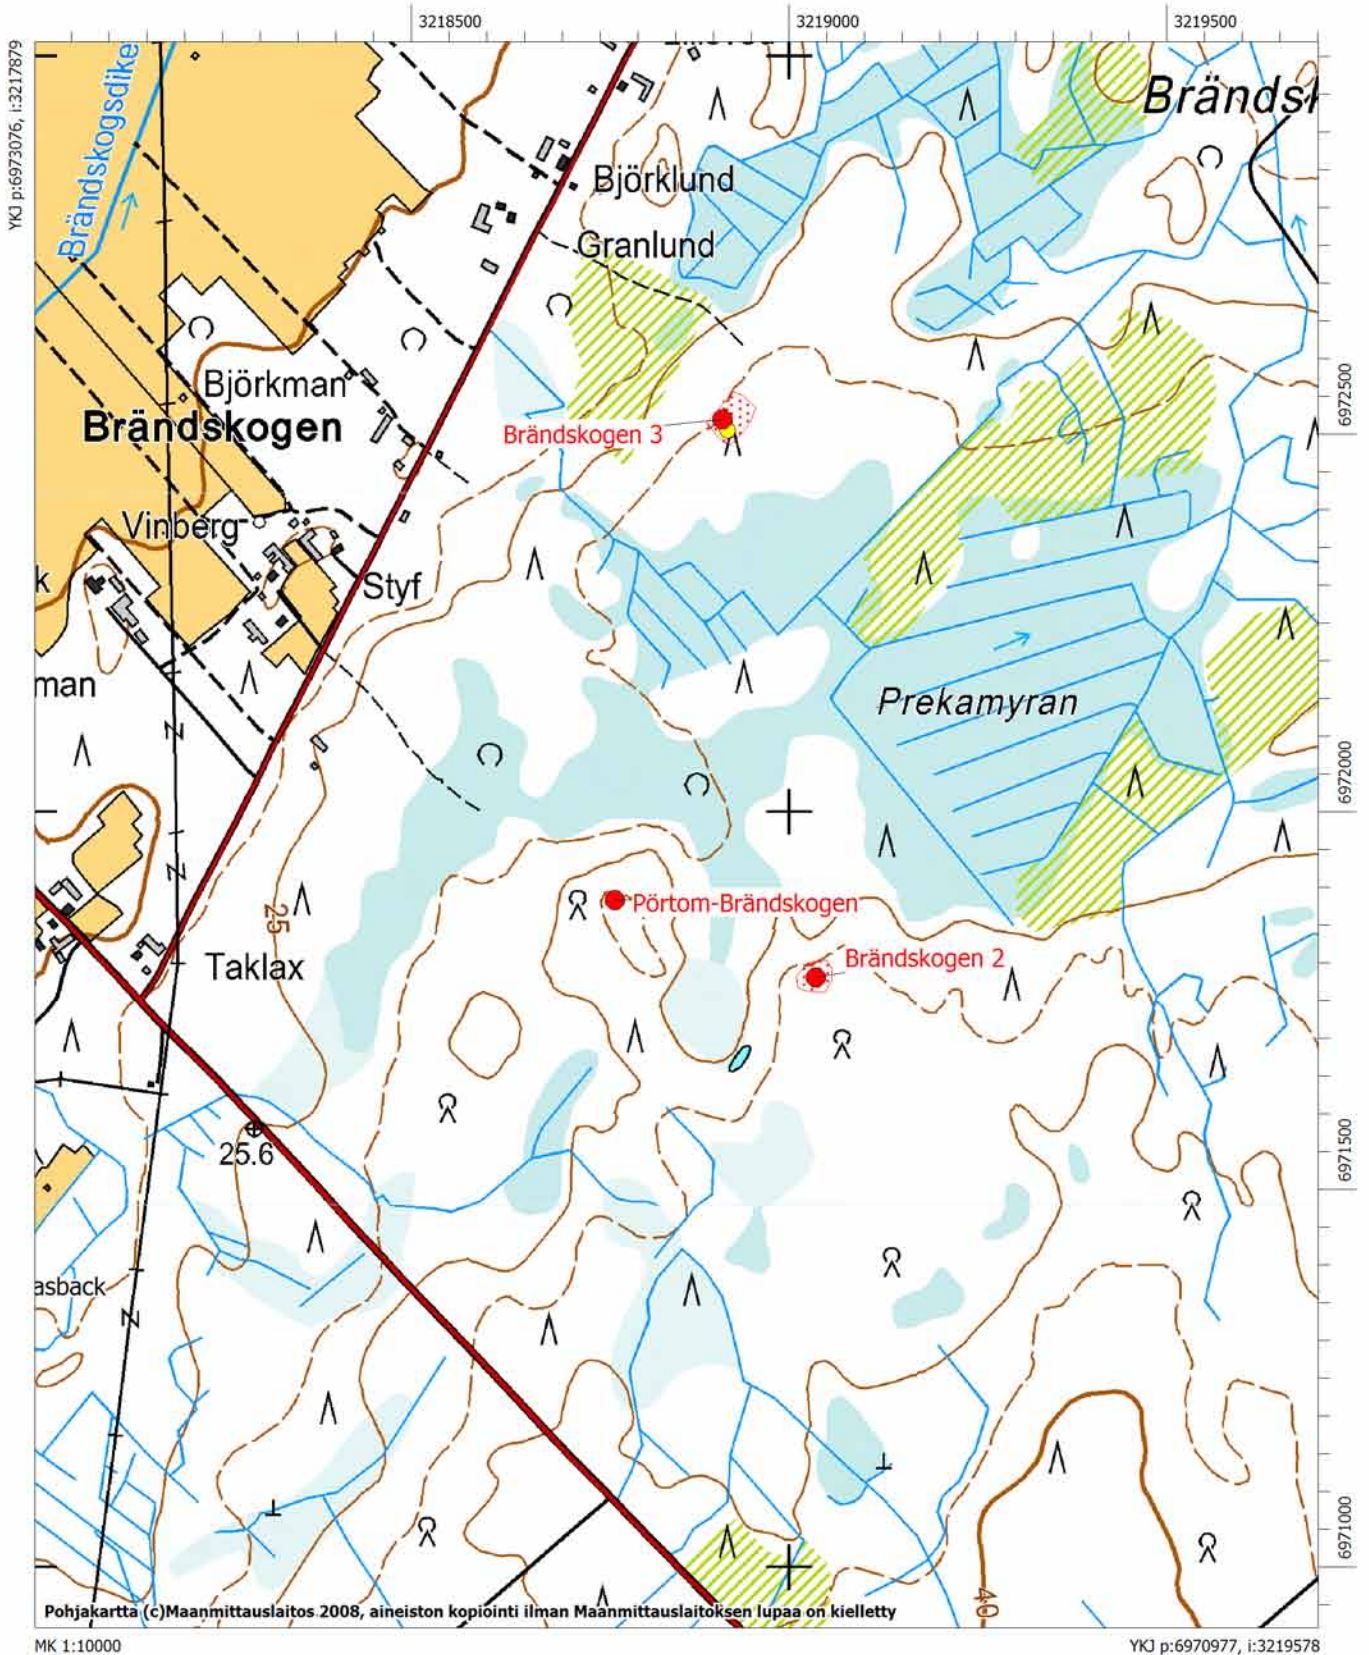 3218500
3219000
3219500
YKJ p:6973076, i:3217879
Brändskogsdike
Brändsk
Björklund
Granlund
Björkman
Brändskogen
Brändskogen 3
6972500
Vinberg
k
Styf
man
Prekamyran
6972000
Pörtom-Brändskogen
25
Brändskogen 2
Taklax
25.6
6971500
asback
6971000
40
Pohjakartta (c)Maanmittauslaitos 2008, aineiston kopiointi ilman Maanmittauslaitoksen lupaa on kielletty
MK 1:10000
YKJ p:6970977, i:3219578